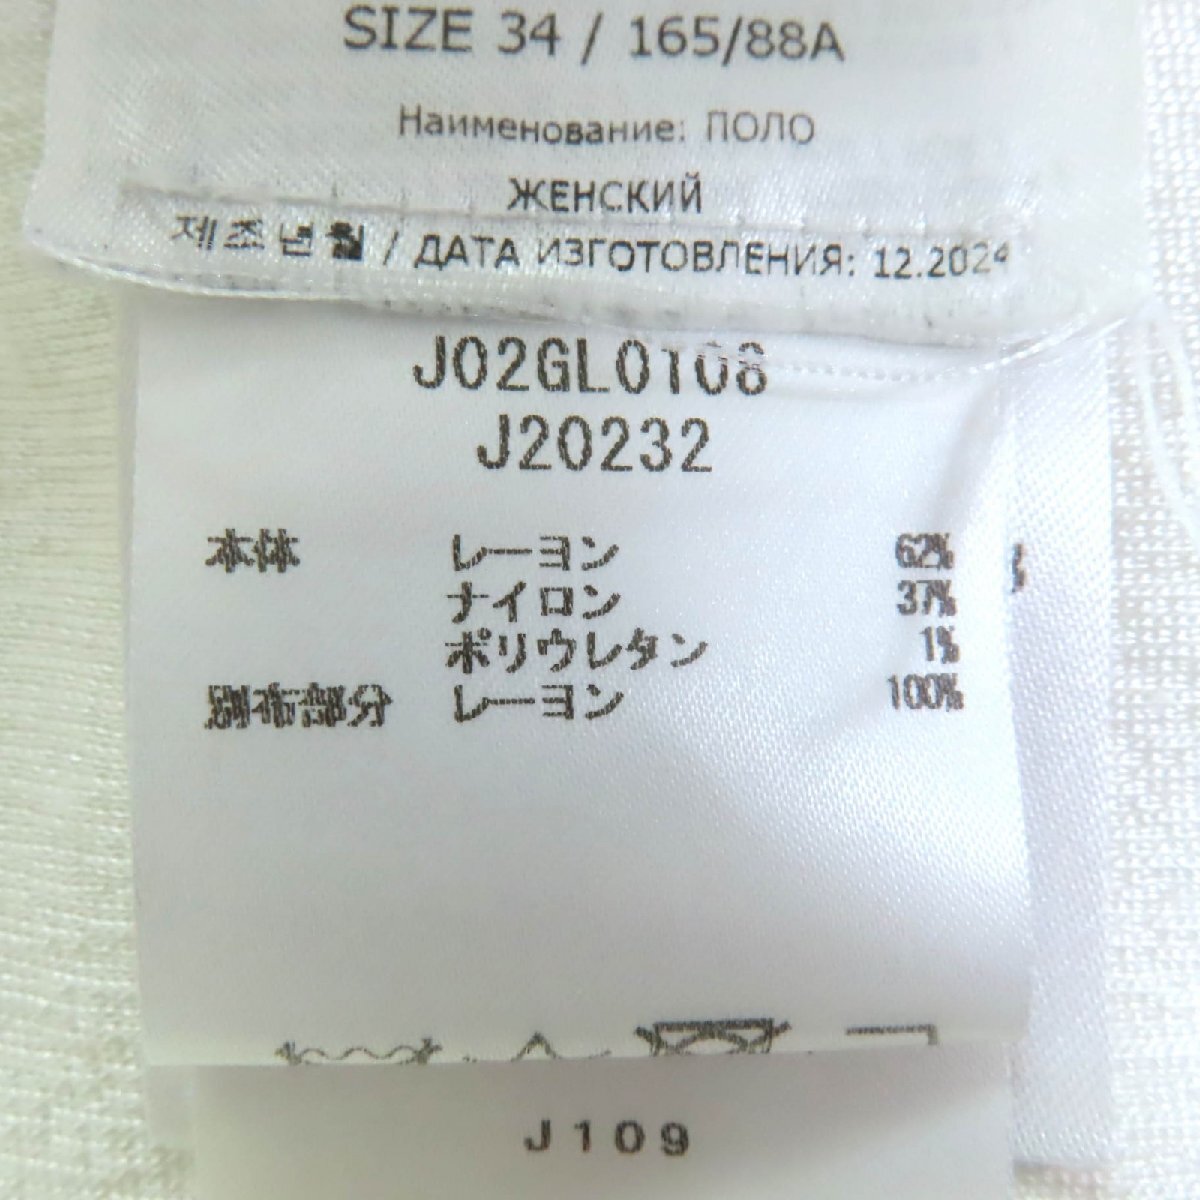 SIZE 34 / 165/88A
Наименование: ПОЛО
ЖЕНСКИЙ
제조년월 / ДАТА ИЗГОТОВЛЕНИЯ: 12.2024
J02GL0108
J20232
本体 レーヨン 62%
ナイロン 37%
ポリウレタン 1%
別布部分 レーヨン 100%
J109